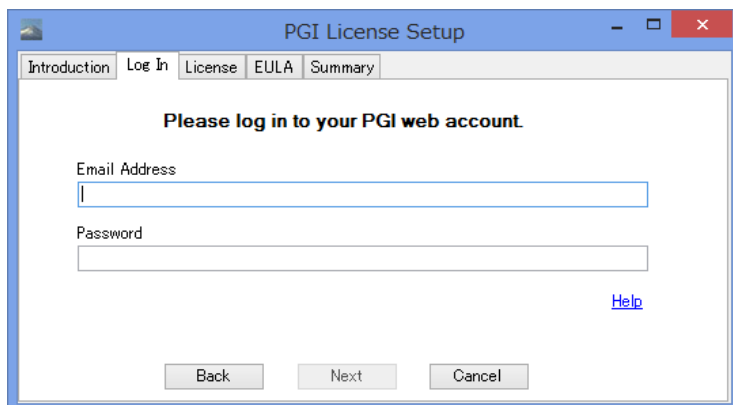 PGI License Setup
Introduction Log In License EULA Summary
Please log in to your PGI web account.
Email Address
Password
Help
Back Next Cancel